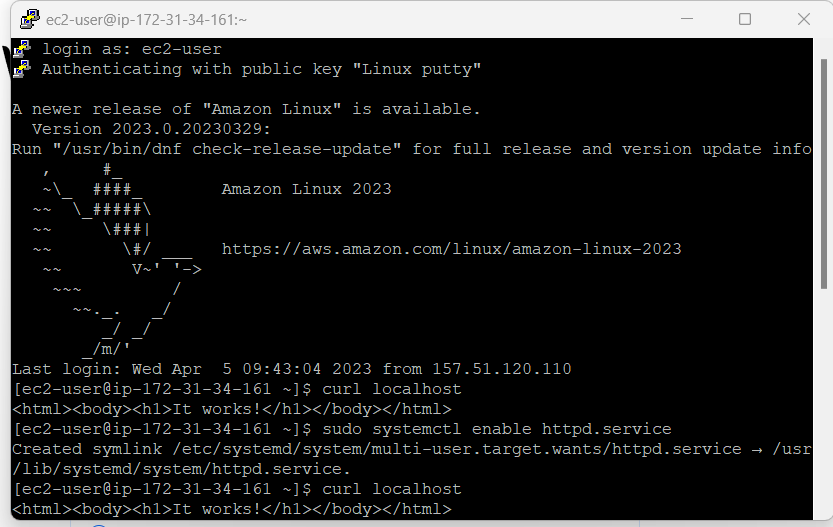 ec2-user@ip-172-31-34-161:~
login as: ec2-user
Authenticating with public key "Linux putty"
A newer release of "Amazon Linux" is available.
  Version 2023.0.20230329:
Run "/usr/bin/dnf check-release-update" for full release and version update info
   ,     #_
   ~\_  ####_        Amazon Linux 2023
  ~~  \_#####\
  ~~     \###|
  ~~       \#/ ___   https://aws.amazon.com/linux/amazon-linux-2023
   ~~       V~' '->
    ~~~         /
      ~~._.   _/
         _/ _/
       _/m/'
Last login: Wed Apr  5 09:43:04 2023 from 157.51.120.110
[ec2-user@ip-172-31-34-161 ~]$ curl localhost
<html><body><h1>It works!</h1></body></html>
[ec2-user@ip-172-31-34-161 ~]$ sudo systemctl enable httpd.service
Created symlink /etc/systemd/system/multi-user.target.wants/httpd.service → /usr
/lib/systemd/system/httpd.service.
[ec2-user@ip-172-31-34-161 ~]$ curl localhost
<html><body><h1>It works!</h1></body></html>